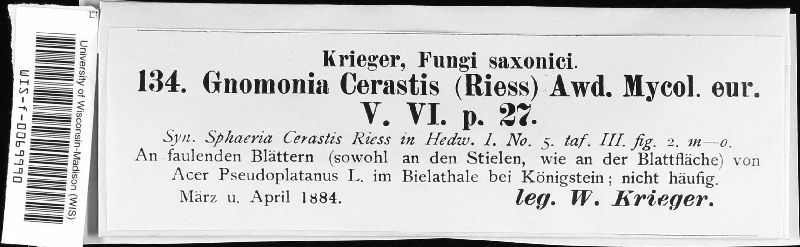 Krieger, Fungi saxonici.
134. Gnomonia Cerastis (Riess) Awd. Mycol. eur.
V. VI. p. 27.
Syn. Sphaeria Cerastis Riess in Hedw. I. No. 5. taf. III. fig. 2. m—o.
An faulenden Blättern (sowohl an den Stielen, wie an der Blattfläche) von
Acer Pseudoplatanus L. im Bielathale bei Königstein; nicht häufig.
März u. April 1884. leg. W. Krieger.
University of Wisconsin-Madison (WIS)
WIS-f-0069990